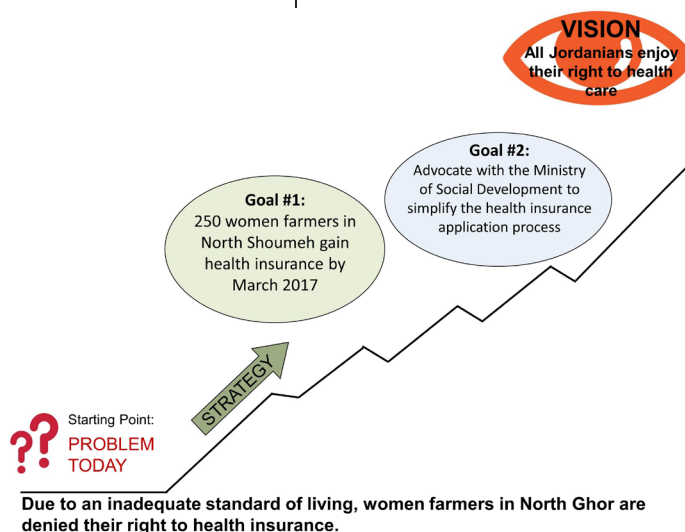 VISION
All Jordanians enjoy
their right to health
care
Goal #2:
Advocate with the Ministry
of Social Development to
simplify the health insurance
application process
Goal #1:
250 women farmers in
North Shoumeh gain
health insurance by
March 2017
STRATEGY
??
Starting Point:
PROBLEM
TODAY
Due to an inadequate standard of living, women farmers in North Ghor are
denied their right to health insurance.